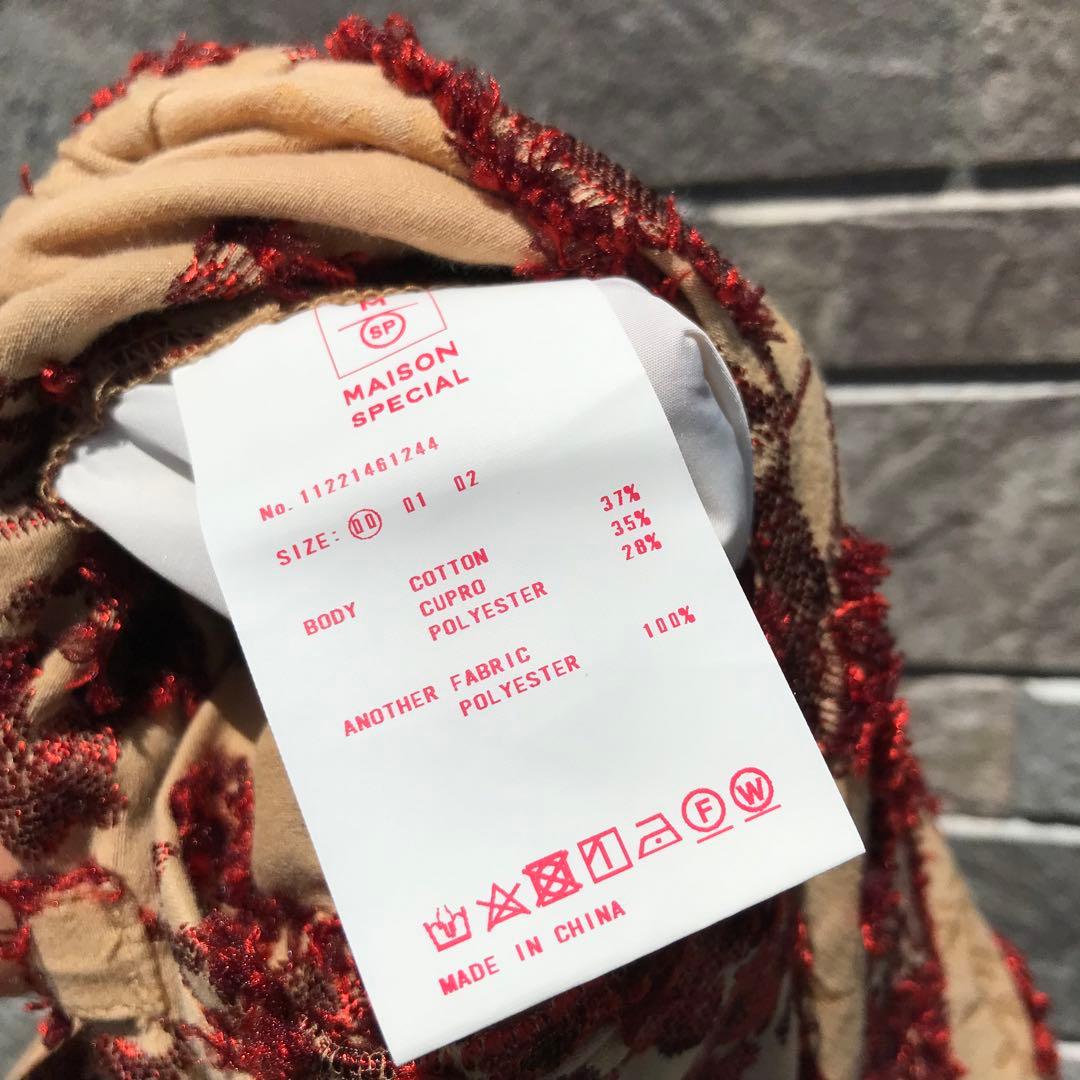 M
SP
MAISON
SPECIAL
No. 11221461244
SIZE: 00 01 02
BODY COTTON 37%
CUPRO 35%
POLYESTER 28%
ANOTHER FABRIC
POLYESTER 100%
F W
MADE IN CHINA